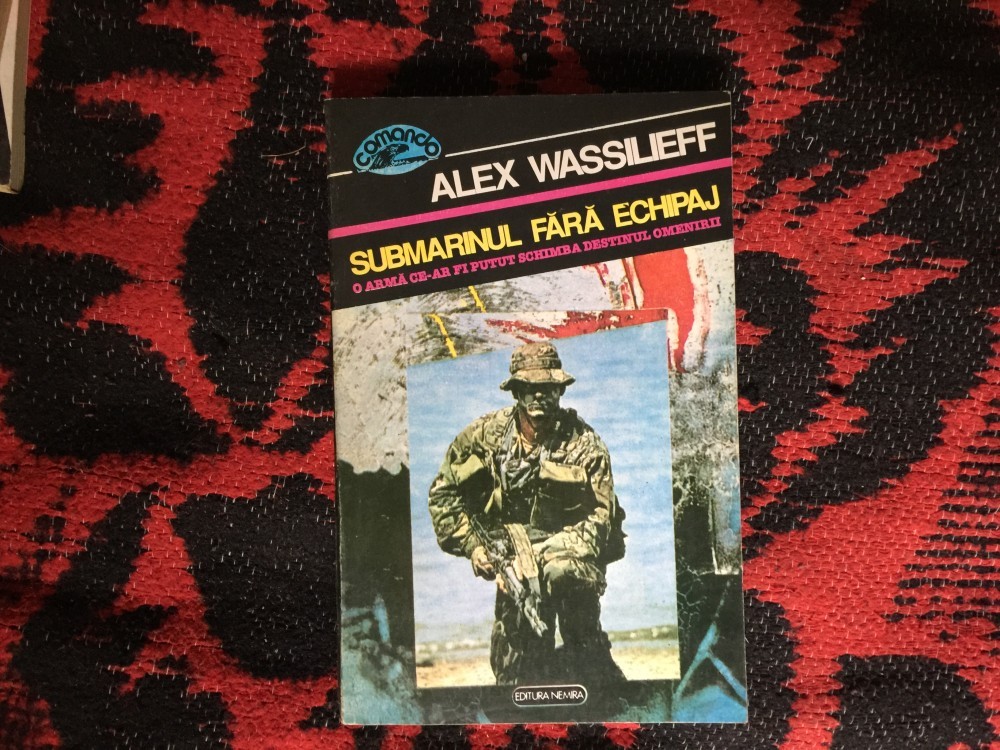 comando
ALEX WASSILIEFF
SUBMARINUL FĂRĂ ECHIPAJ
O ARMĂ CE-AR FI PUTUT SCHIMBA DESTINUL OMENIRII
EDITURA NEMIRA